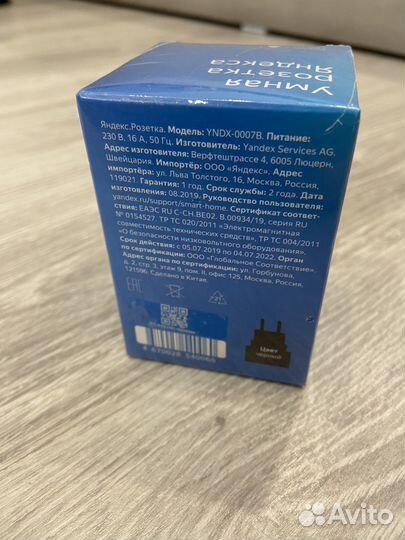 Умная
розетка
Яндекса
Яндекс.Розетка. Модель: YNDX-0007B. Питание:
230 В, 16 А, 50 Гц. Изготовитель: Yandex Services AG.
Адрес изготовителя: Верфтештрассе 4, 6005 Люцерн,
Швейцария. Импортёр: ООО «Яндекс». Адрес
импортёра: ул. Льва Толстого, 16, Москва, Россия,
119021. Гарантия: 1 год. Срок службы: 2 года. Дата
изготовления: 08.2019. Руководство пользователя:
yandex.ru/support/smart-home. Сертификат соответ-
ствия: ЕАЭС RU C-CH.BE02.B.00934/19, серия RU
№ 0154527. ТР ТС 020/2011 «Электромагнитная
совместимость технических средств», ТР ТС 004/2011
«О безопасности низковольтного оборудования».
Срок действия: с 05.07.2019 по 04.07.2022. Орган
по сертификации: ООО «Глобальное Соответствие».
Адрес органа по сертификации: ул. Горбунова,
д. 2, стр. 3, этаж 9, пом. II, офис 125, Москва, Россия,
121596. Сделано в Китае.
EAC
Цвет
чёрный
4 670028 540065
Avito